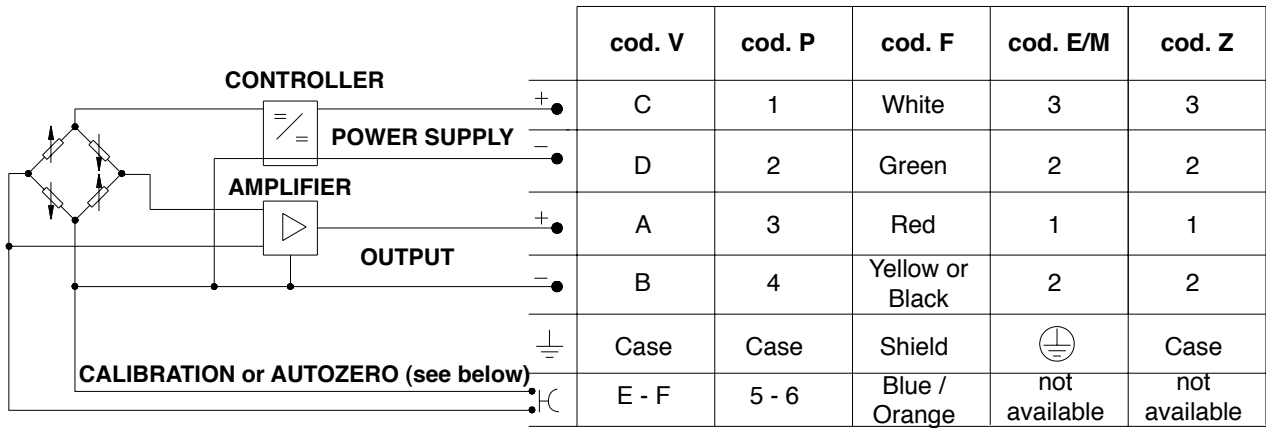 cod. V cod. P cod. F cod. E/M cod. Z
CONTROLLER
+ C 1 White 3 3
= / =
POWER SUPPLY
- D 2 Green 2 2
AMPLIFIER
+ A 3 Red 1 1
OUTPUT
- B 4 Yellow or Black 2 2
Case Case Shield Case
CALIBRATION or AUTOZERO (see below)
E - F 5 - 6 Blue / Orange not available not available